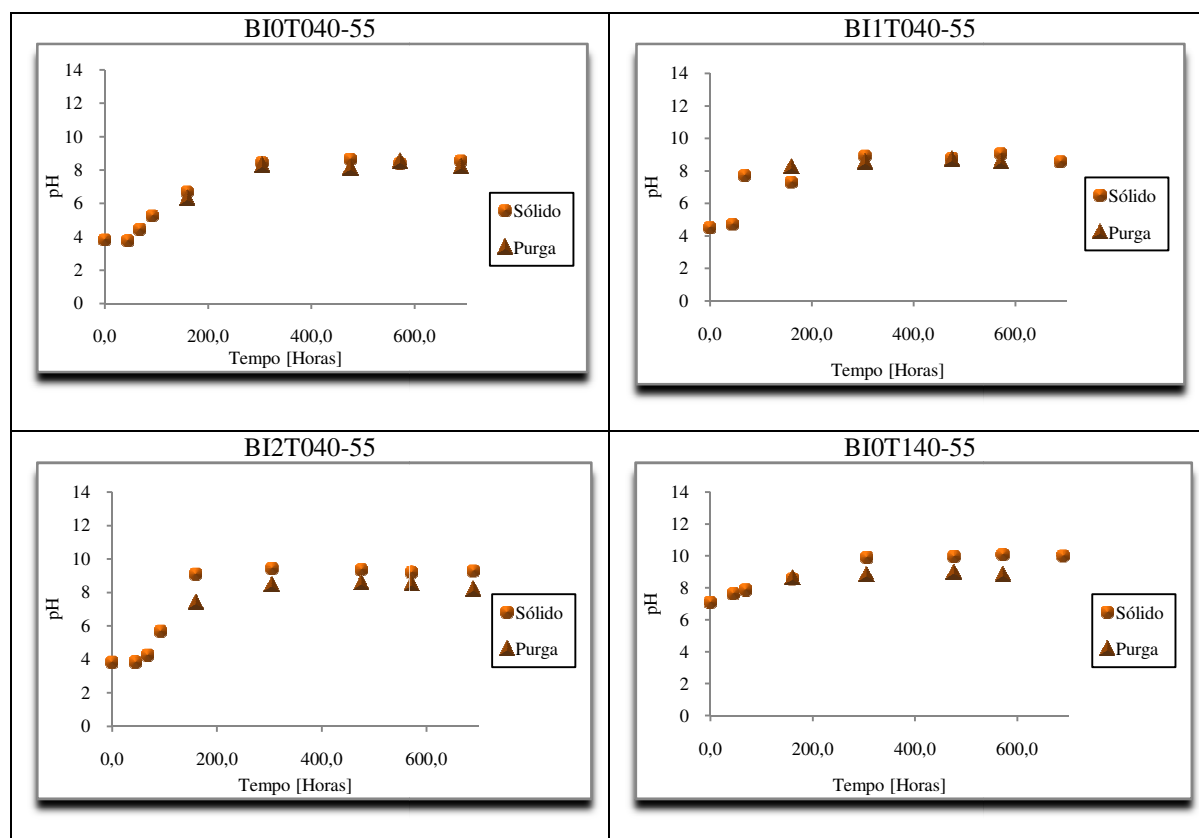 BI0T040-55
14
12
10
8
6
4
2
0
pH
0,0
200,0
400,0
600,0
Tempo [Horas]
Sólido
Purga
BI1T040-55
14
12
10
8
6
4
2
0
pH
0,0
200,0
400,0
600,0
Tempo [Horas]
Sólido
Purga
BI2T040-55
14
12
10
8
6
4
2
0
pH
0,0
200,0
400,0
600,0
Tempo [Horas]
Sólido
Purga
BI0T140-55
14
12
10
8
6
4
2
0
pH
0,0
200,0
400,0
600,0
Tempo [Horas]
Sólido
Purga